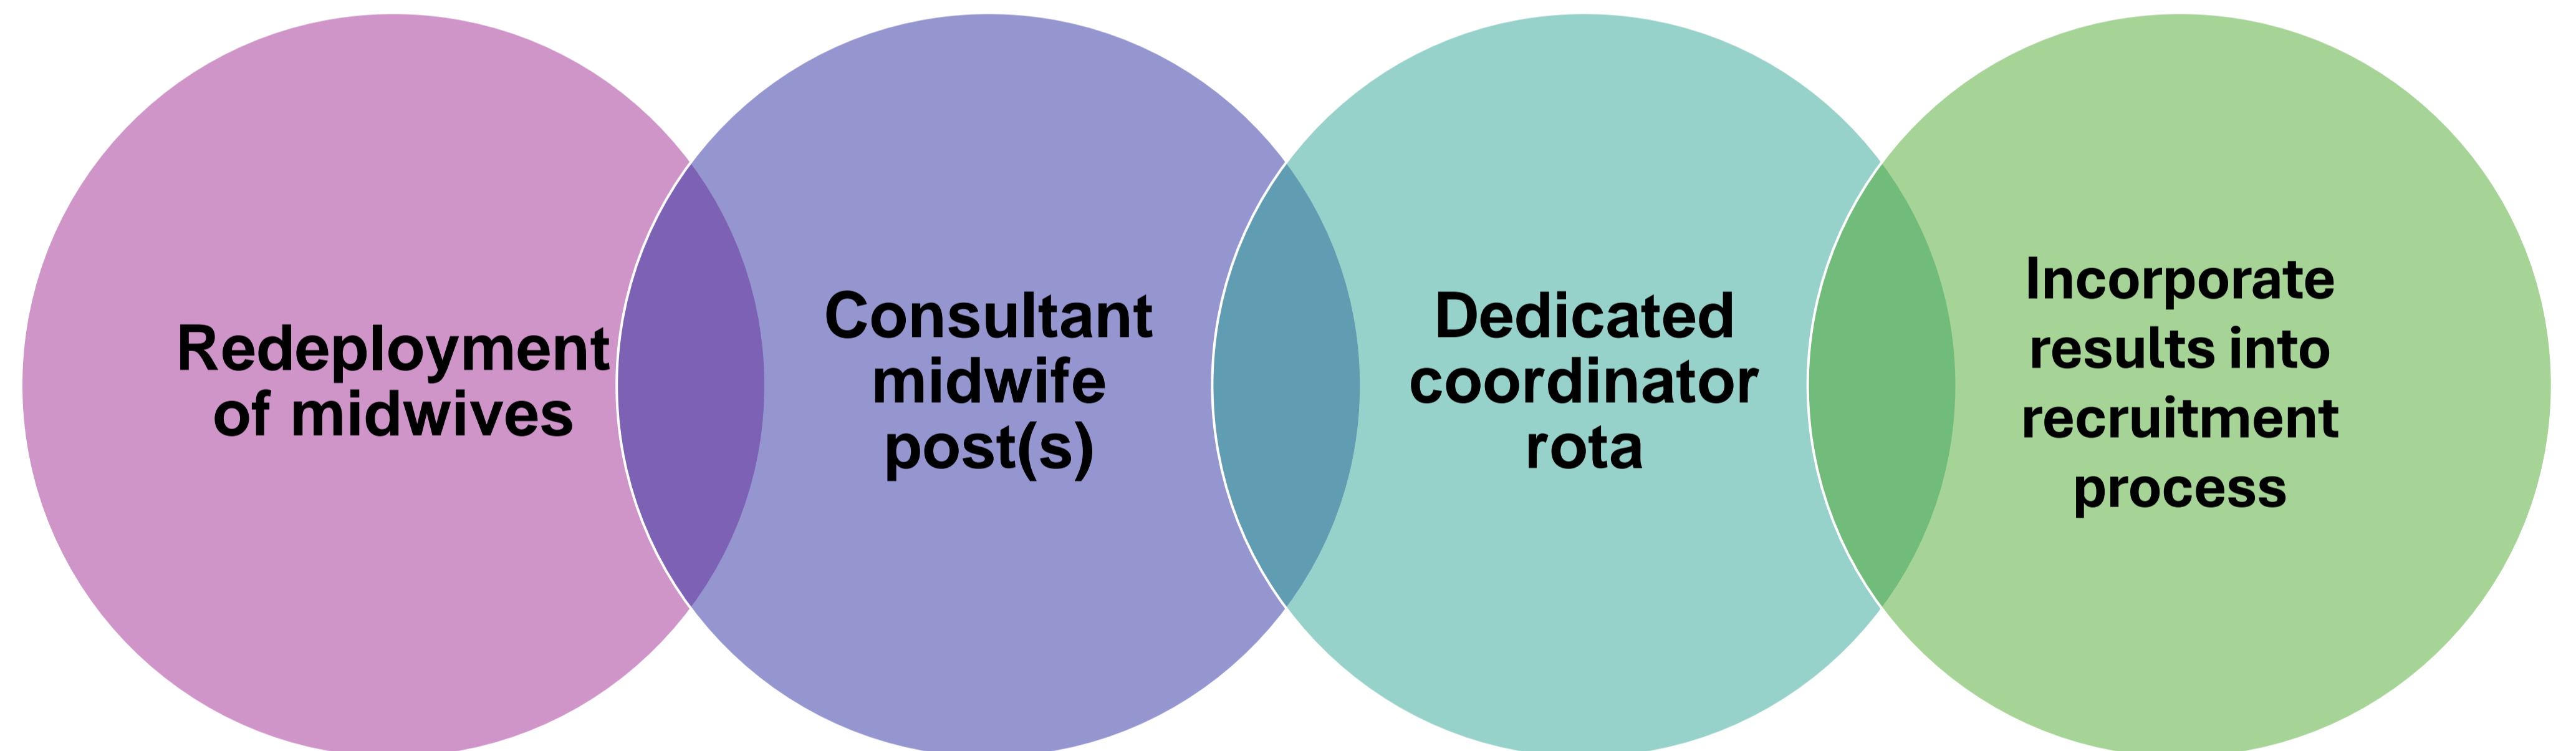 Redeployment
of midwives
Consultant
midwife
post(s)
Dedicated
coordinator
rota
Incorporate
results into
recruitment
process